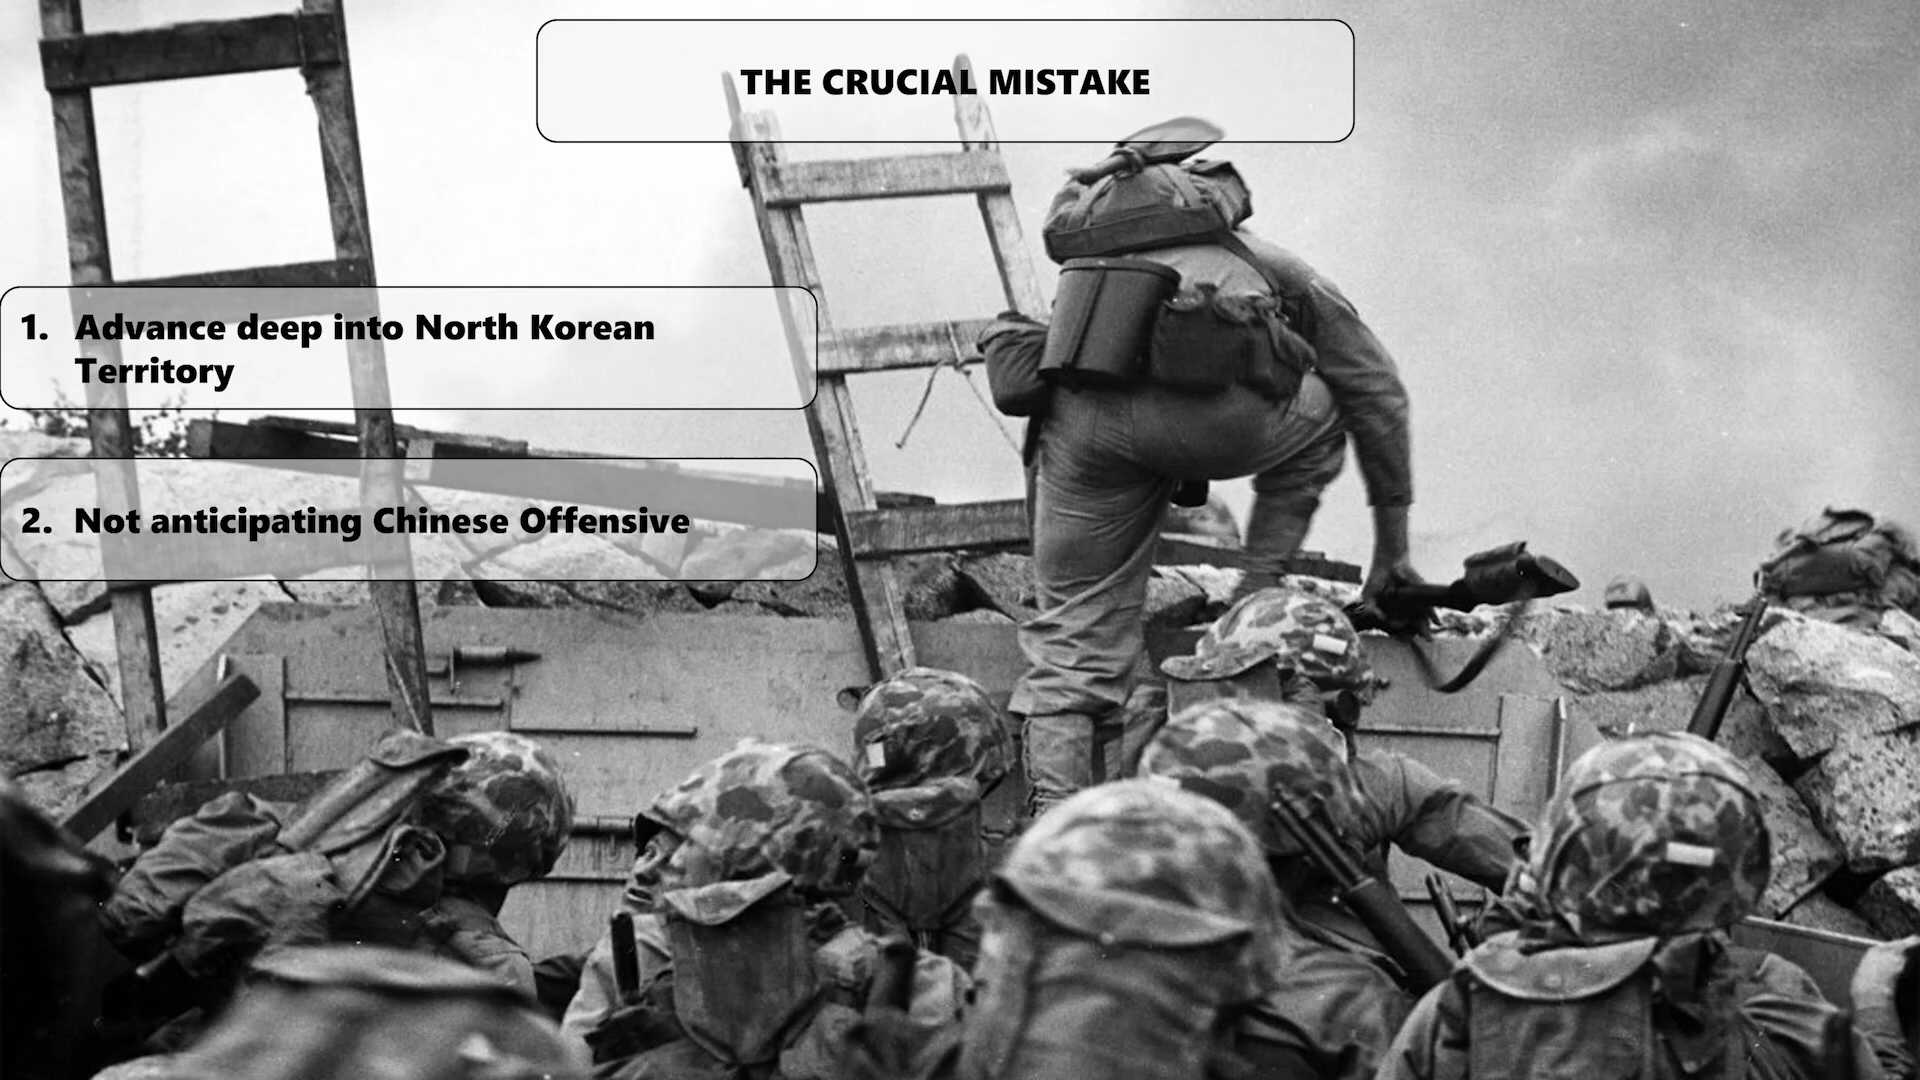 THE CRUCIAL MISTAKE
1. Advance deep into North Korean
Territory
2. Not anticipating Chinese Offensive